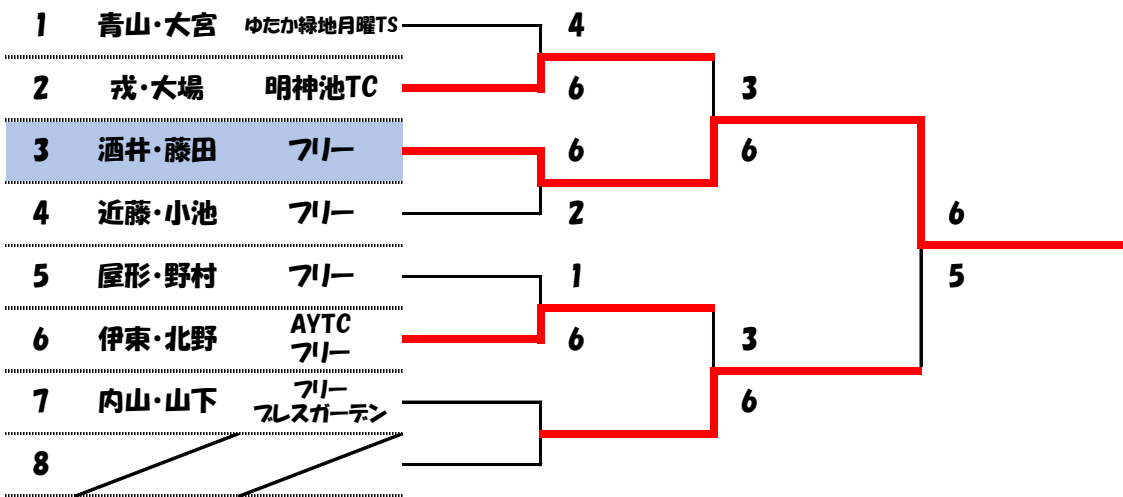 1 青山・大宮 ゆたか緑地月曜TS 4
2 戎・大場 明神池TC 6 3
3 酒井・藤田 フリー 6 6
4 近藤・小池 フリー 2 6
5 屋形・野村 フリー 1 5
6 伊東・北野 AYTC
フリー 6 3
7 内山・山下 フリー
ブレスガーデン 6
8